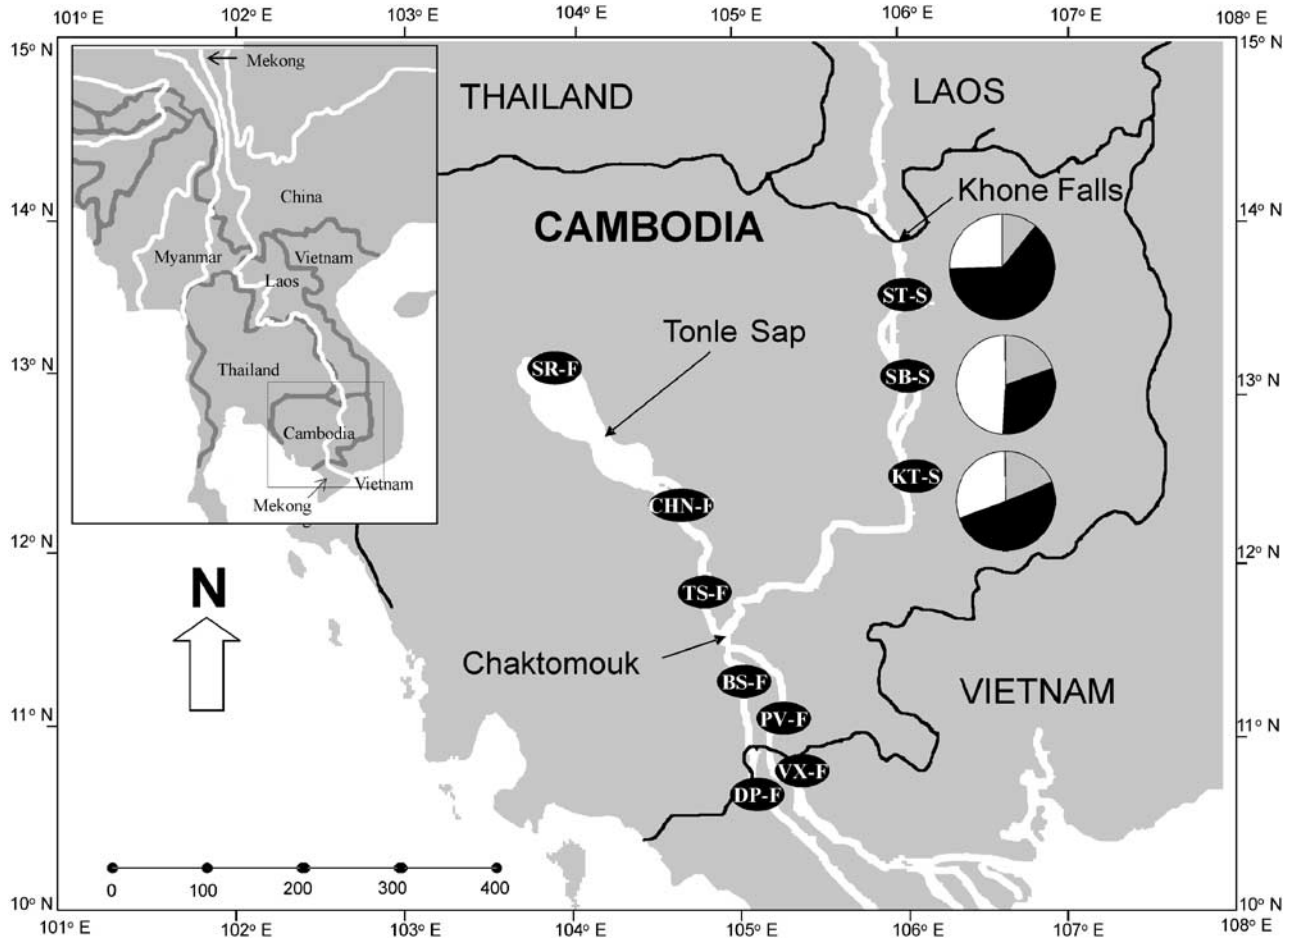 101° E
102° E
103° E
104° E
105° E
106° E
107° E
108° E
15° N
15° N
Mekong
THAILAND
LAOS
China
Khone Falls
14° N
14° N
CAMBODIA
Myanmar
Vietnam
Laos
ST-S
Tonle Sap
13° N
SR-F
SB-S
13° N
Thailand
Cambodia
KT-S
Vietnam
Mekong
CHN-F
12° N
12° N
N
TS-F
Chaktomouk
BS-F
VIETNAM
PV-F
11° N
11° N
VX-F
DP-F
0
100
200
300
400
10° N
10° N
101° E
102° E
103° E
104° E
105° E
106° E
107° E
108° E